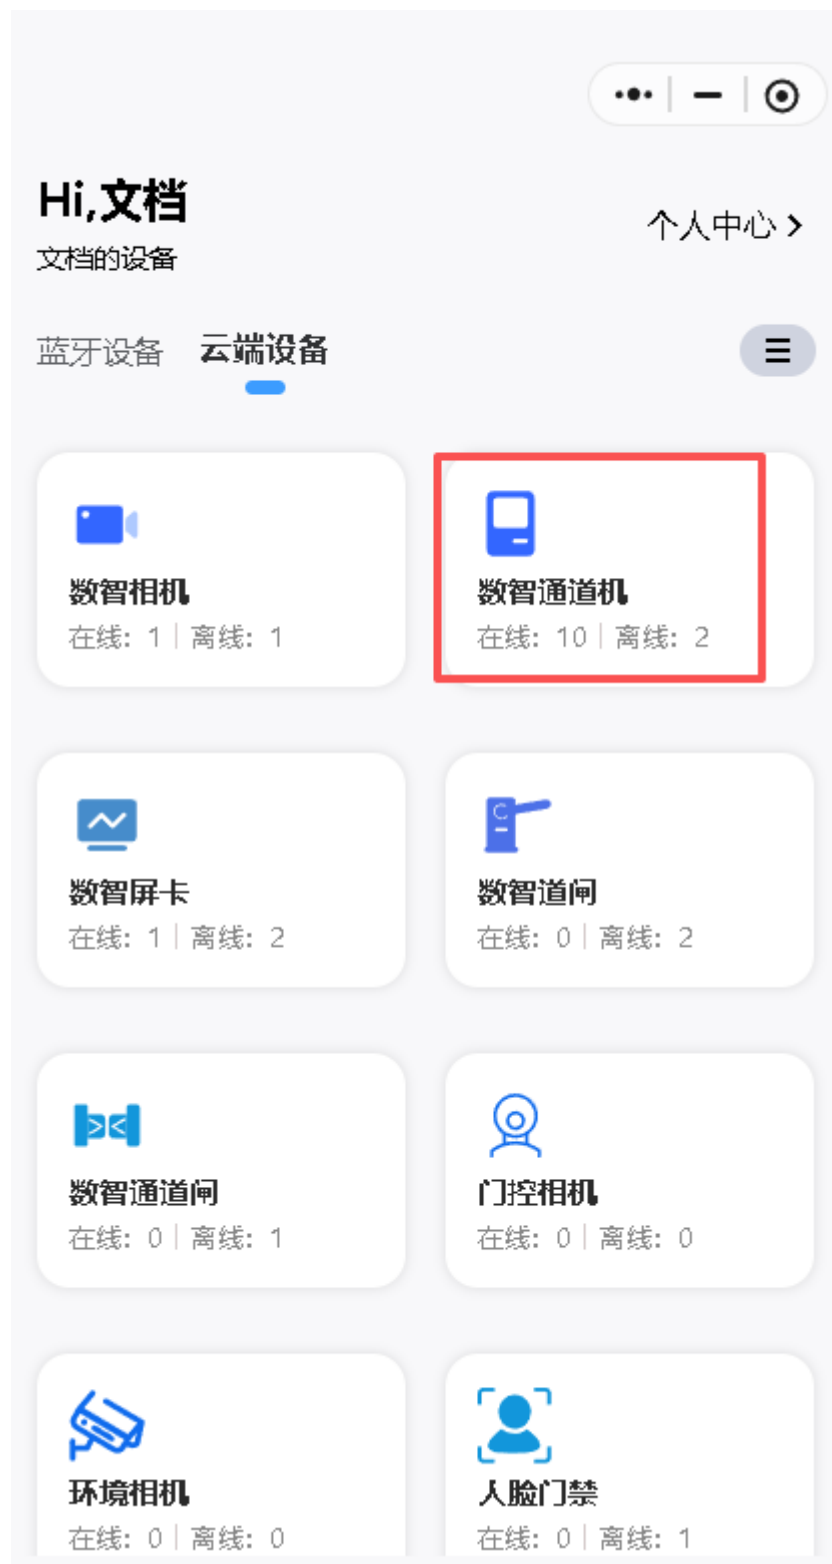 Hi,文档
个人中心
文档的设备
蓝牙设备 云端设备
数智相机
在线: 1 离线: 1
数智通道机
在线: 10 离线: 2
数智屏卡
在线: 1 离线: 2
数智道闸
在线: 0 离线: 2
数智通道闸
在线: 0 离线: 1
门控相机
在线: 0 离线: 0
环境相机
在线: 0 离线: 0
人脸门禁
在线: 0 离线: 1